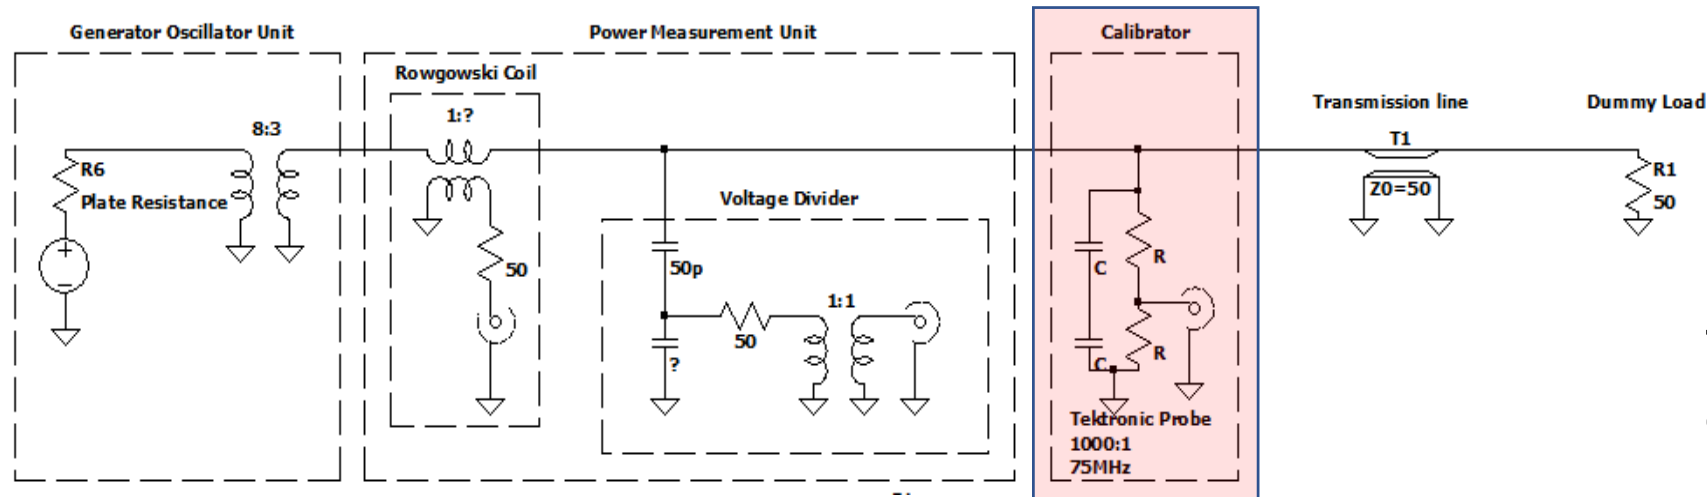 Generator Oscillator Unit
Power Measurement Unit
Calibrator
Rowgowski Coil
Transmission line
Dummy Load
1:?
8:3
T1
R6
R1
Plate Resistance
Z0=50
50
Voltage Divider
50
50p
C
R
1:1
50
?
C
R
Tektronic Probe
1000:1
75MHz